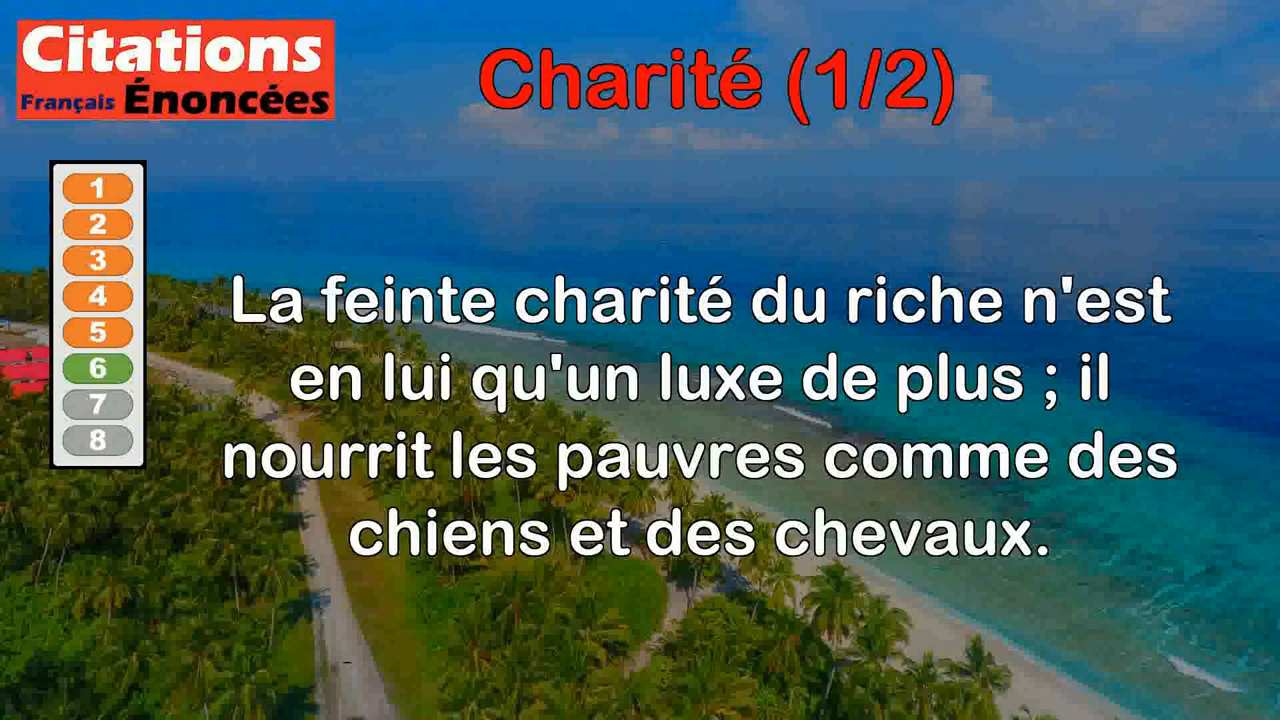 Citations
Français Énoncées
Charité (1/2)
1
2
3
4
5
6
7
8
La feinte charité du riche n'est
en lui qu'un luxe de plus ; il
nourrit les pauvres comme des
chiens et des chevaux.